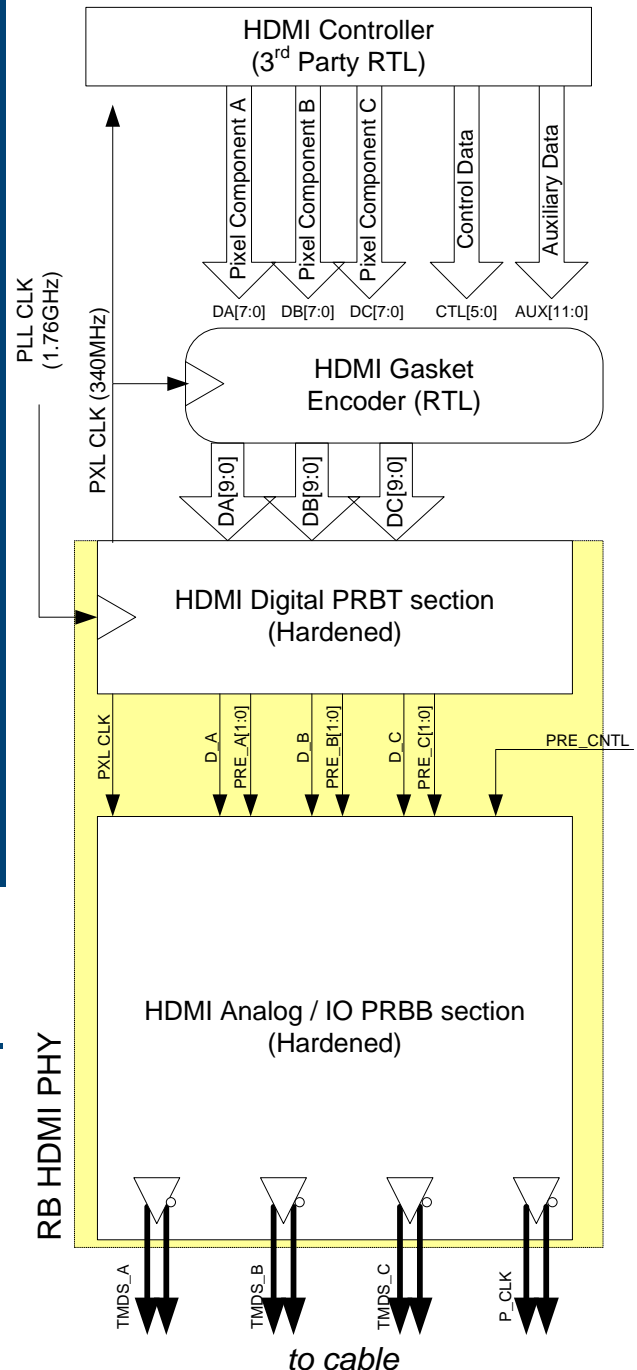 HDMI Controller
(3rd Party RTL)
Pixel Component A
Pixel Component B
Pixel Component C
Control Data
Auxiliary Data
DA[7:0] DB[7:0] DC[7:0] CTL[5:0] AUX[11:0]
PLL CLK
(1.76GHz)
PXL CLK (340MHz)
HDMI Gasket
Encoder (RTL)
DA[9:0]
DB[9:0]
DC[9:0]
HDMI Digital PRBT section
(Hardened)
PXL CLK
D_A
PRE_A[1:0]
D_B
PRE_B[1:0]
D_C
PRE_C[1:0]
PRE_CNTL
HDMI Analog / IO PRBB section
(Hardened)
RB HDMI PHY
TMDS_A
TMDS_B
TMDS_C
P_CLK
to cable